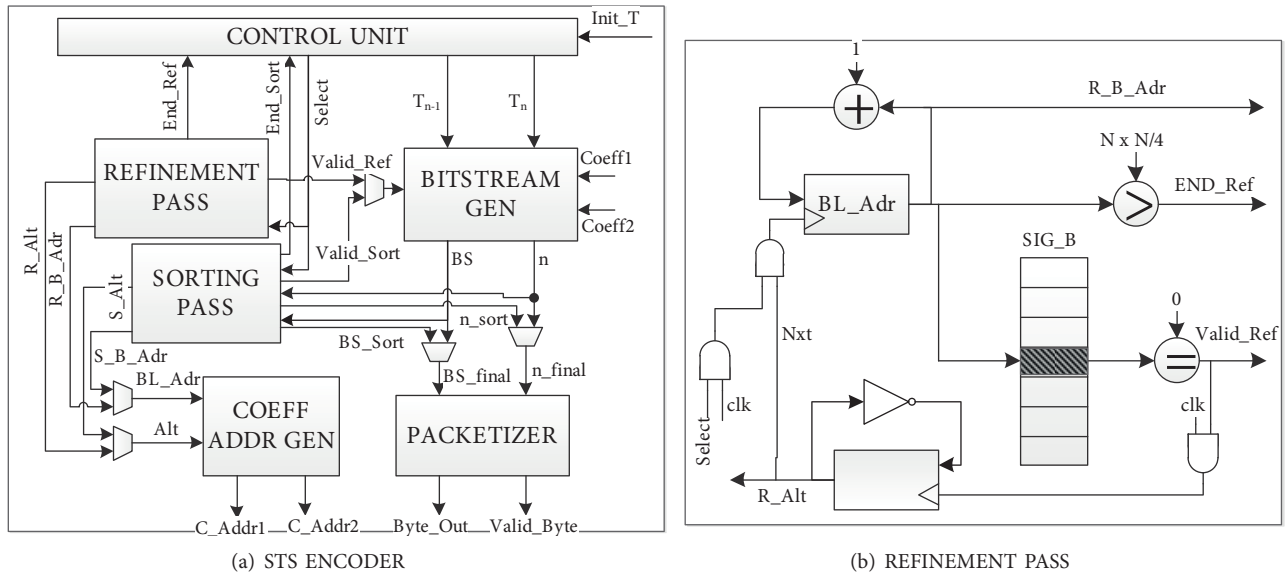 Init_T
CONTROL UNIT
End_Ref
End_Sort
Select
T_{n-1}
T_n
REFINEMENT
PASS
Valid_Ref
BITSTREAM
GEN
Coeff1
Coeff2
R_Alt
R_B_Adr
S_Alt
SORTING
PASS
Valid_Sort
BS
n
n_sort
BS_Sort
S_B_Adr
BL_Adr
BS_final
n_final
COEFF
ADDR GEN
Alt
PACKETIZER
C_Addr1
C_Addr2
Byte_Out
Valid_Byte
(a) STS ENCODER
1
+
R_B_Adr
N x N/4
BL_Adr
>
END_Ref
SIG_B
0
=
Valid_Ref
Nxt
clk
Select
clk
R_Alt
(b) REFINEMENT PASS